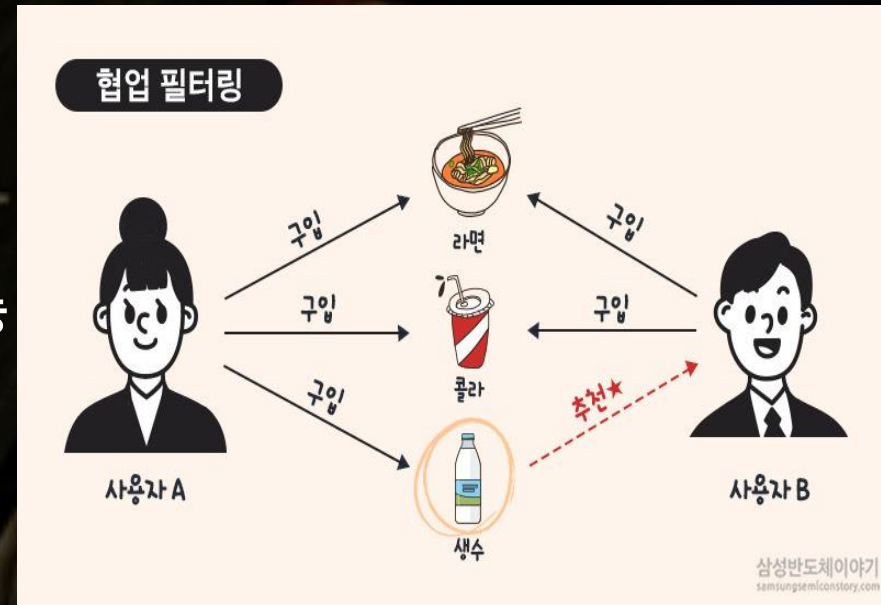 협업 필터링
구입
구입
라면
구입
구입
콜라
구입
추천★
생수
사용자 A
사용자 B
삼성반도체이야기
samsungsemiconstory.com